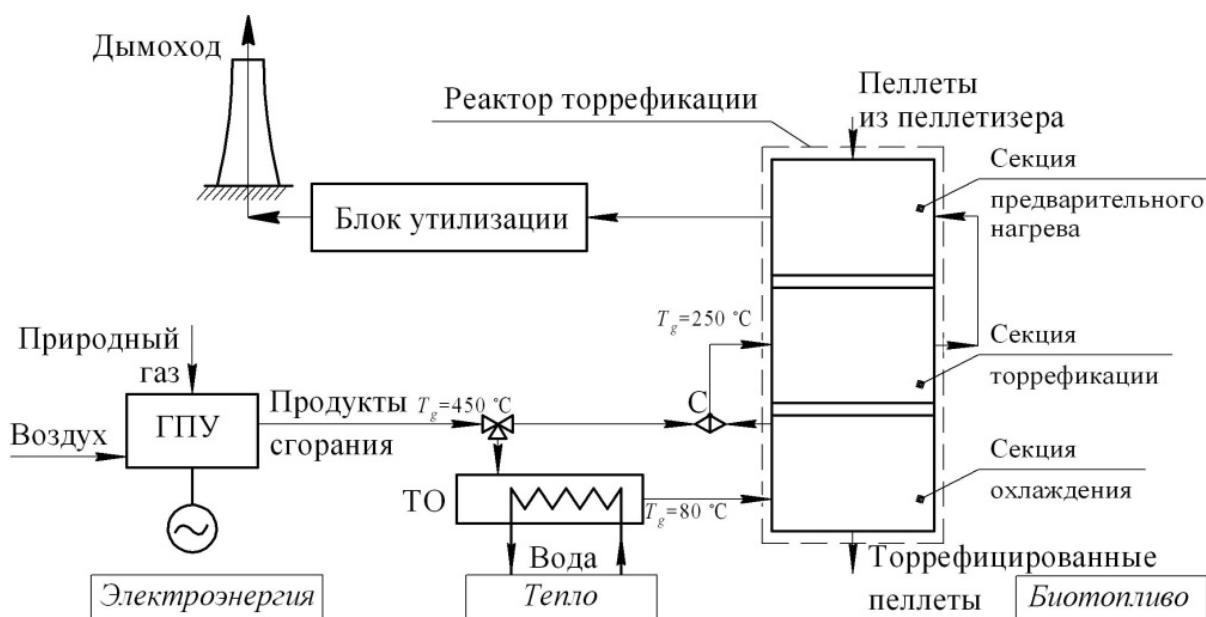 Дымоход
Реактор торрефикации
Пеллеты
из пеллетизера
Секция
предварительного
нагрева
Блок утилизации
T_g=250 °C
Природный
газ
Секция
торрефикации
Продукты
сгорания
T_g=450 °C
С
ГПУ
Воздух
Секция
охлаждения
ТО
T_g=80 °C
Вода
Торрефицированные
пеллеты
Электроэнергия
Тепло
Биотопливо